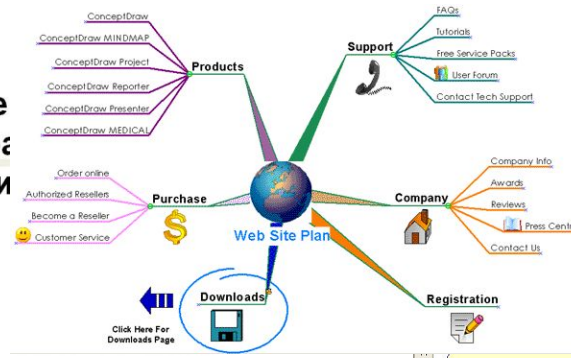 ConceptDraw
ConceptDraw MINDMAP
ConceptDraw Project
ConceptDraw Reporter
ConceptDraw Presenter
ConceptDraw MEDICAL
Products
Support
FAQs
Tutorials
Free Service Packs
User Forum
Contact Tech Support
Order online
Authorized Resellers
Become a Reseller
Customer Service
Purchase
Web Site Plan
Company
Company Info
Awards
Reviews
Press Cent
Contact Us
Downloads
Click Here For
Downloads Page
Registration